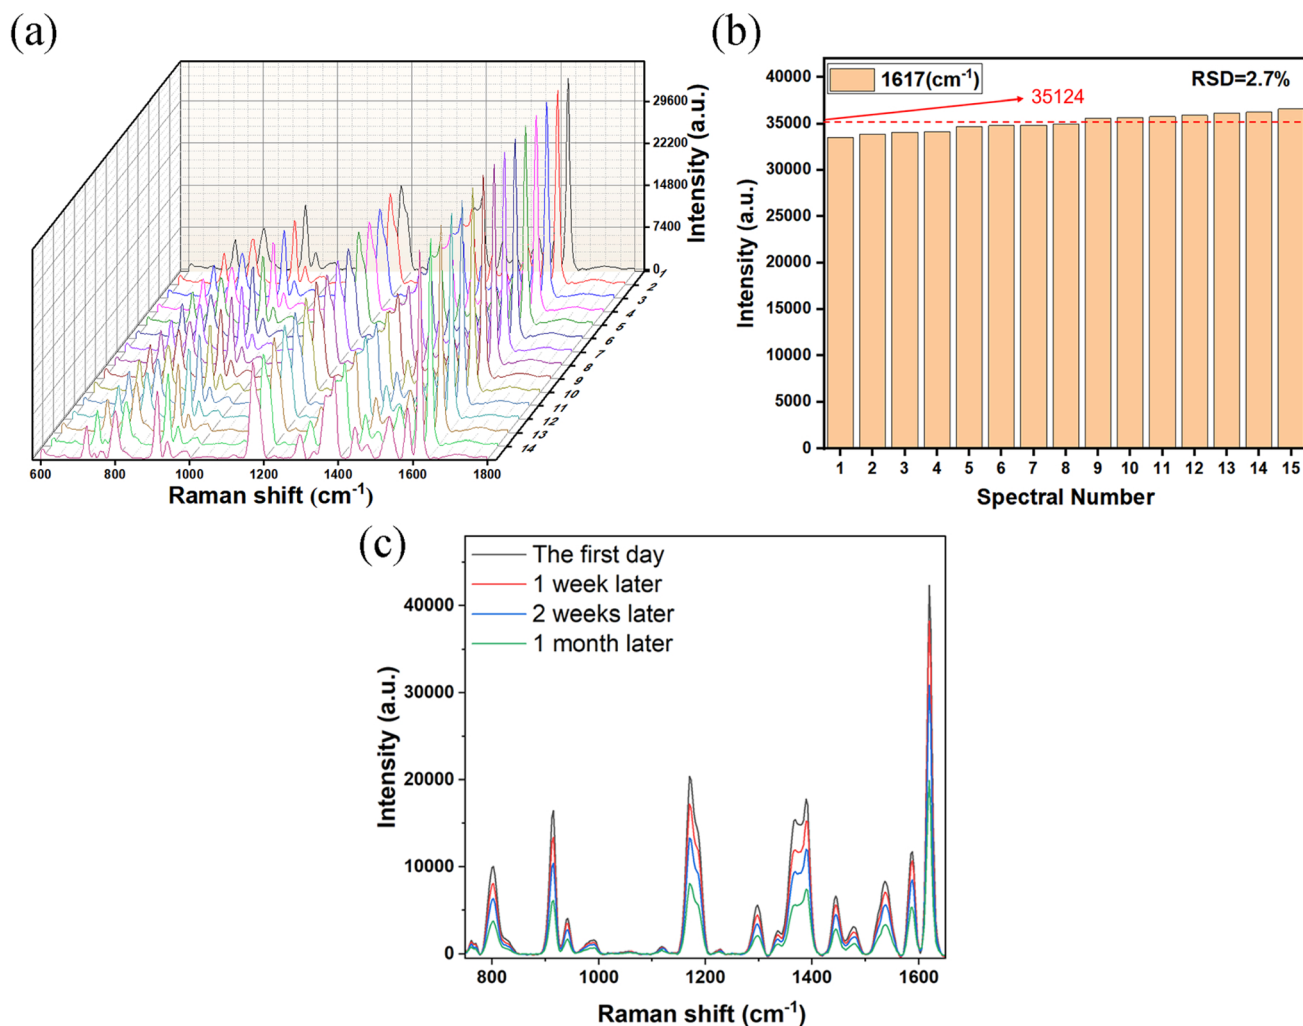 (a)
29600
22200
14800
7400
0
Intensity (a.u.)
1
2
3
4
5
6
7
8
9
10
11
12
13
14
600 800 1000 1200 1400 1600 1800
Raman shift (cm-1)
(b)
1617(cm-1)
RSD=2.7%
35124
40000
35000
30000
25000
20000
15000
10000
5000
0
Intensity (a.u.)
1 2 3 4 5 6 7 8 9 10 11 12 13 14 15
Spectral Number
(c)
The first day
1 week later
2 weeks later
1 month later
40000
30000
20000
10000
0
Intensity (a.u.)
800 1000 1200 1400 1600
Raman shift (cm-1)